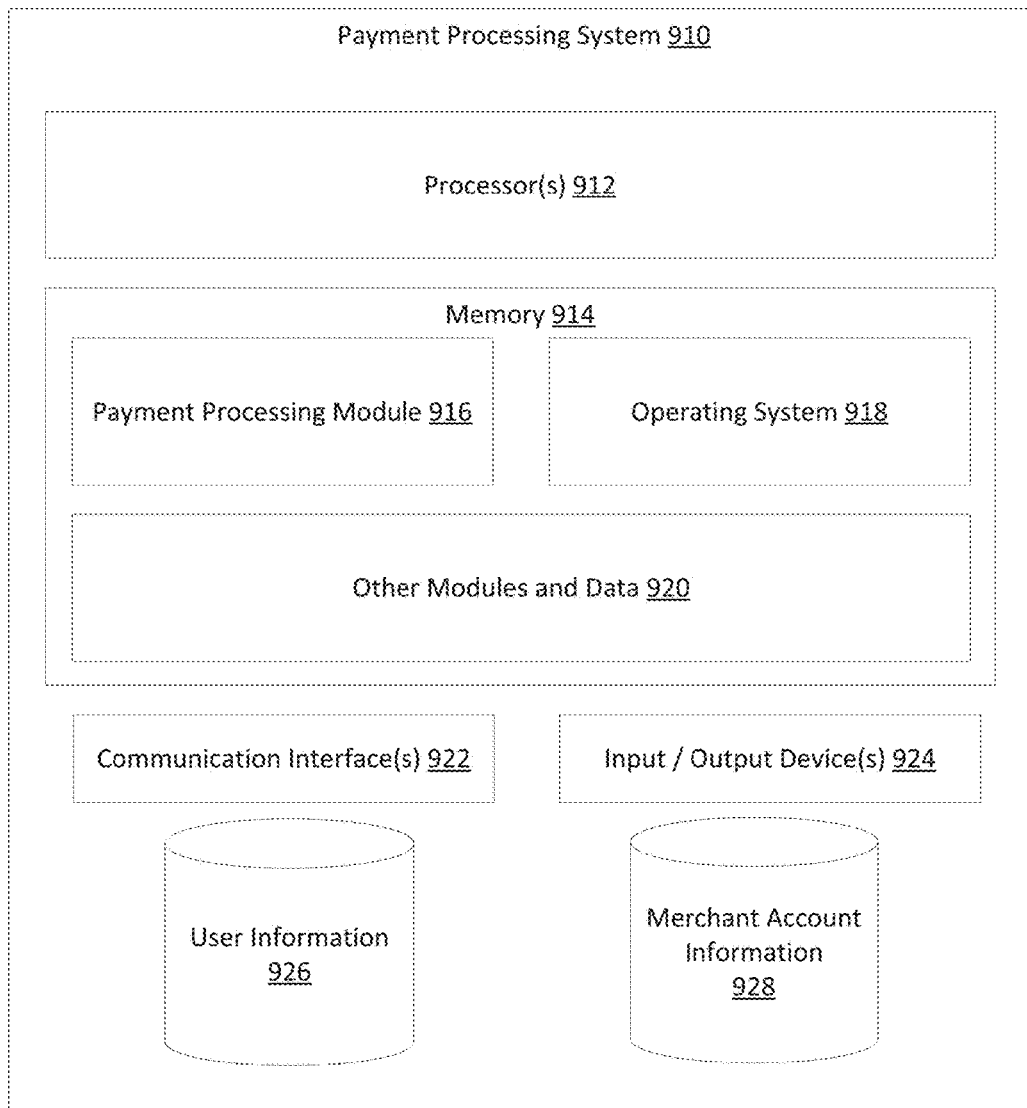 Payment Processing System 910
Processor(s) 912
Memory 914
Payment Processing Module 916
Operating System 918
Other Modules and Data 920
Communication Interface(s) 922
Input / Output Device(s) 924
User Information
926
Merchant Account
Information
928